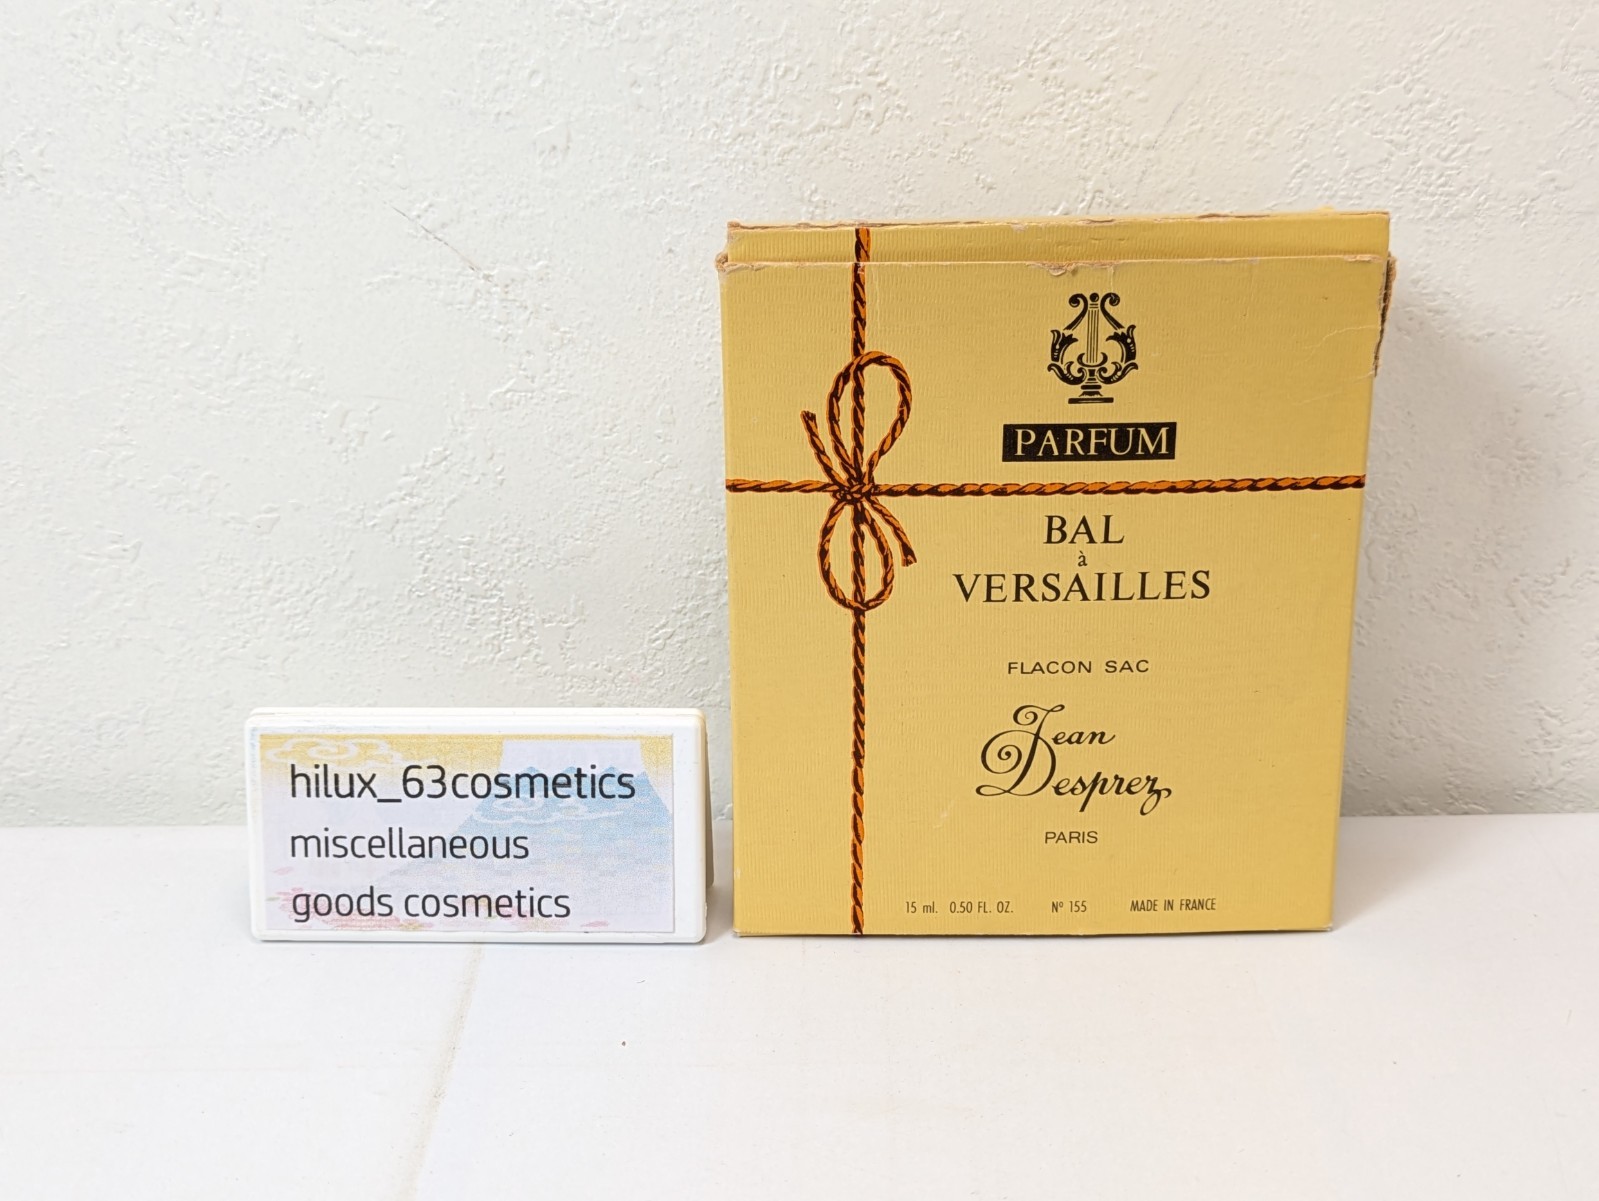 hilux_63cosmetics
miscellaneous
goods cosmetics
PARFUM
BAL
à
VERSAILLES
FLACON SAC
Jean
Desprez
PARIS
15 ml. 0.50 FL. OZ. Nº 155 MADE IN FRANCE